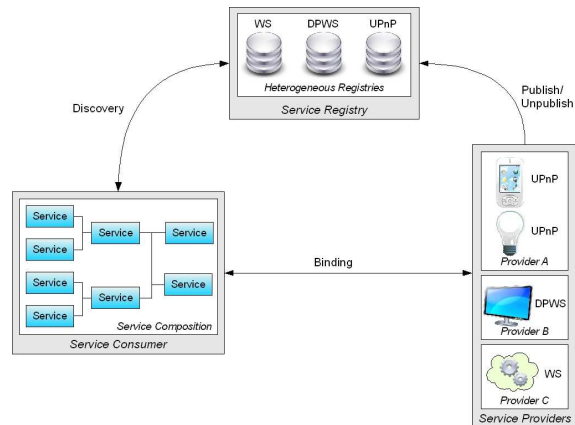 WS DPWS UPnP
Heterogeneous Registries
Service Registry
Discovery
Publish/
Unpublish
Service
Service
Service
Service
Service
Service
Service
Service
Service Composition
Service Consumer
Binding
UPnP
UPnP
Provider A
DPWS
Provider B
WS
Provider C
Service Providers